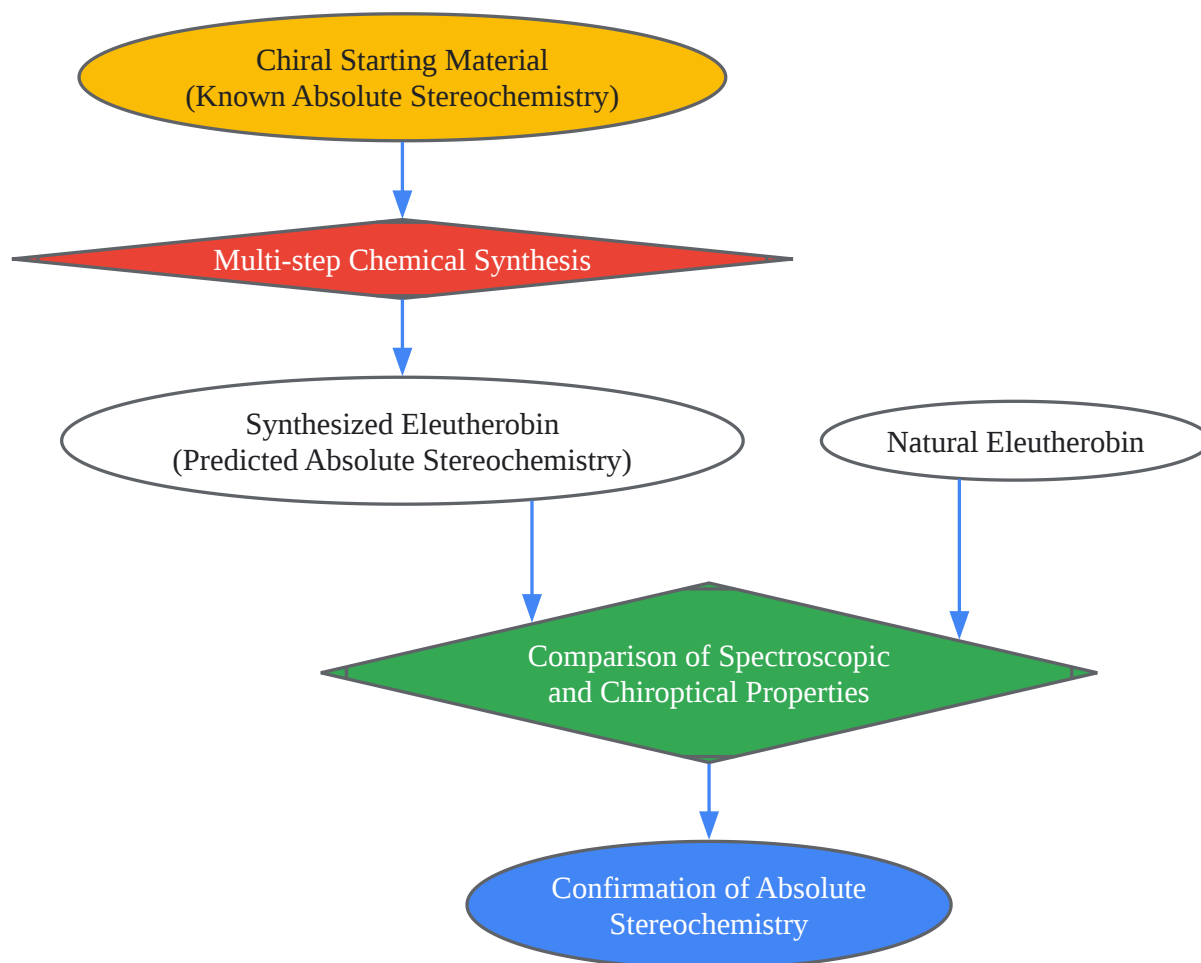 Chiral Starting Material
(Known Absolute Stereochemistry)
Multi-step Chemical Synthesis
Synthesized Eleutherobin
(Predicted Absolute Stereochemistry)
Natural Eleutherobin
Comparison of Spectroscopic
and Chiroptical Properties
Confirmation of Absolute
Stereochemistry